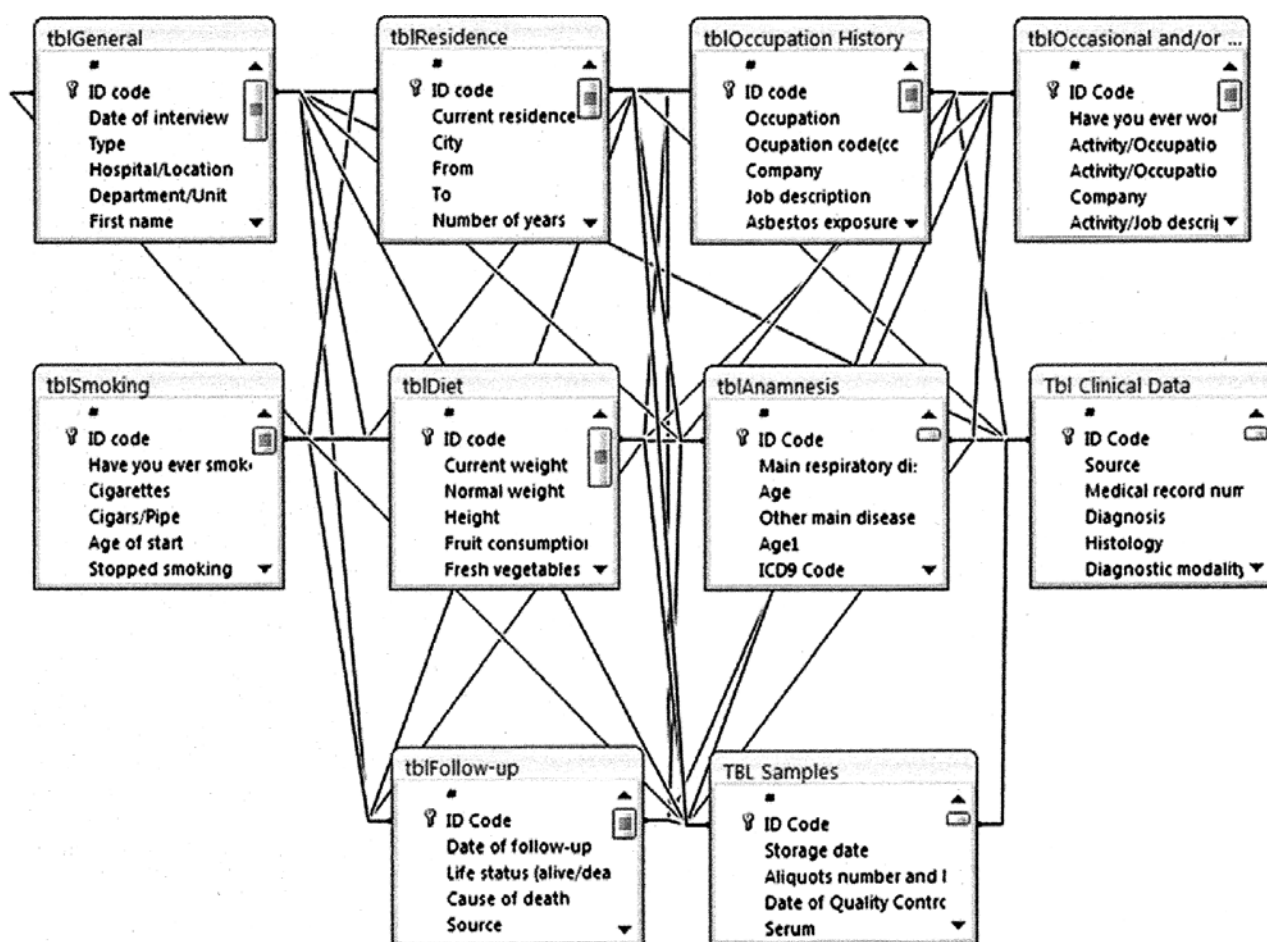 tblGeneral
*
ID code
Date of interview
Type
Hospital/Location
Department/Unit
First name
tblResidence
*
ID code
Current residence
City
From
To
Number of years
tblOccupation History
*
ID code
Occupation
Ocupation code(cc
Company
Job description
Asbestos exposure
tblOccasional and/or ...
*
ID Code
Have you ever wor
Activity/Occupatio
Activity/Occupatio
Company
Activity/Job descri
tblSmoking
*
ID code
Have you ever smok
Cigarettes
Cigars/Pipe
Age of start
Stopped smoking
tblDiet
*
ID code
Current weight
Normal weight
Height
Fruit consumption
Fresh vegetables
tblAnamnesis
*
ID Code
Main respiratory di
Age
Other main disease
Age1
ICD9 Code
Tbl Clinical Data
*
ID Code
Source
Medical record num
Diagnosis
Histology
Diagnostic modality
tblFollow-up
*
ID Code
Date of follow-up
Life status (alive/dea
Cause of death
Source
TBL Samples
*
ID Code
Storage date
Aliquots number and
Date of Quality Contro
Serum